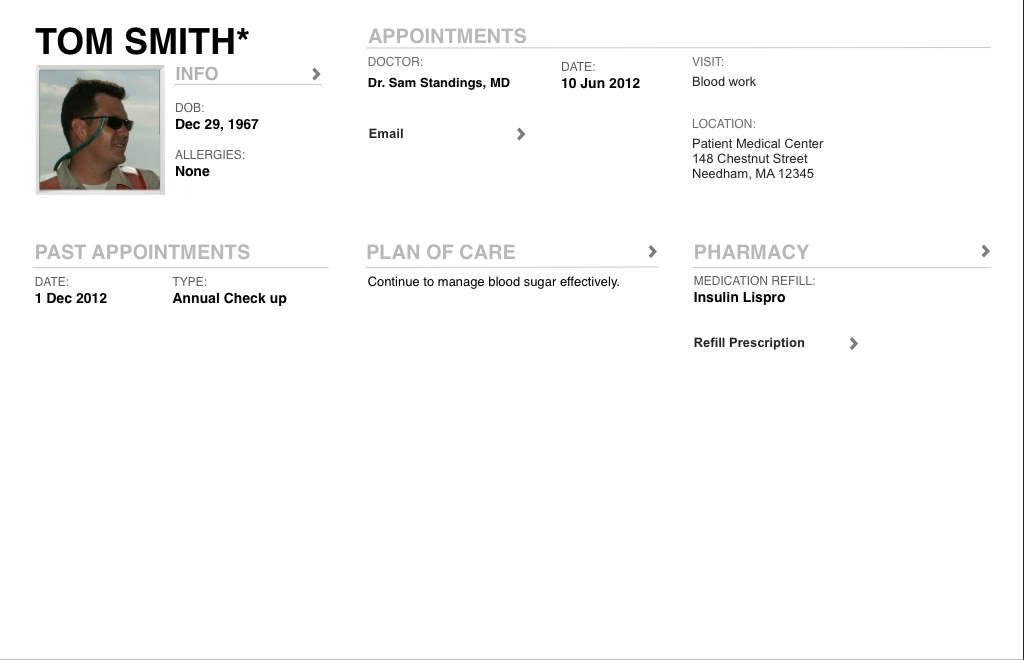 TOM SMITH*
INFO
DOB:
Dec 29, 1967
ALLERGIES:
None
APPOINTMENTS
DOCTOR:
Dr. Sam Standings, MD
DATE:
10 Jun 2012
VISIT:
Blood work
Email
LOCATION:
Patient Medical Center
148 Chestnut Street
Needham, MA 12345
PAST APPOINTMENTS
DATE:
1 Dec 2012
TYPE:
Annual Check up
PLAN OF CARE
Continue to manage blood sugar effectively.
PHARMACY
MEDICATION REFILL:
Insulin Lispro
Refill Prescription